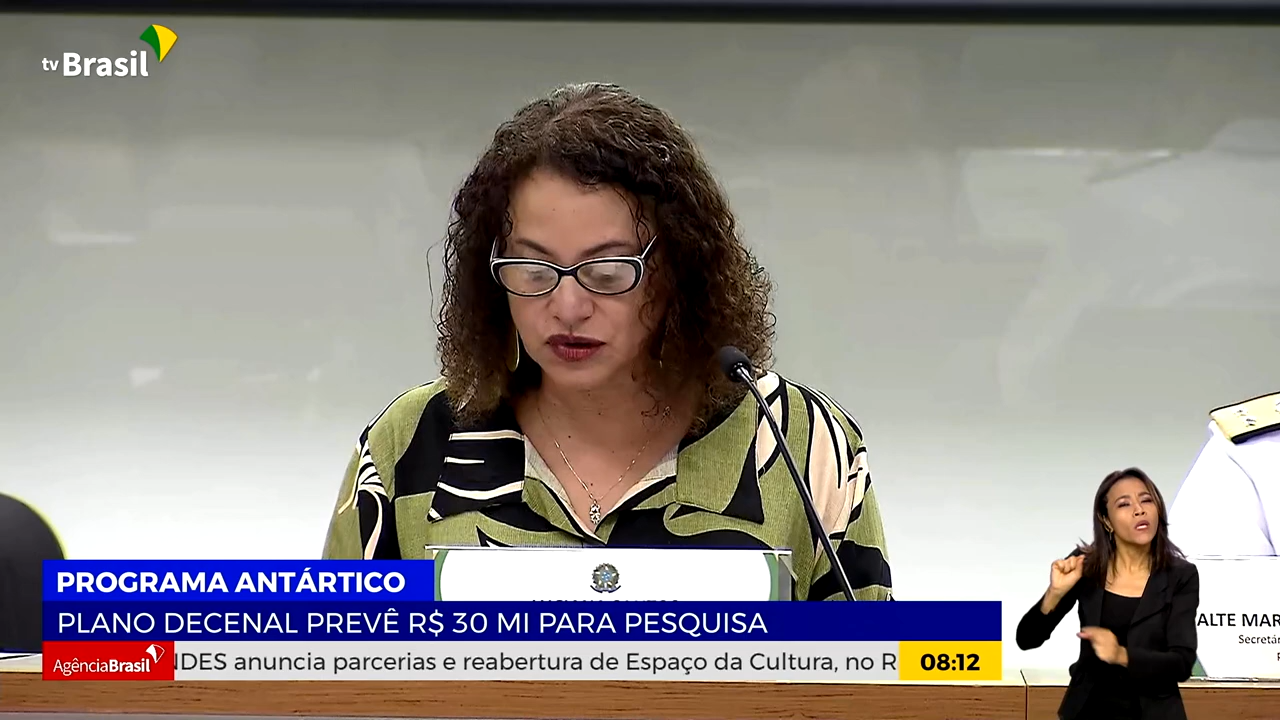 tv Brasil
PROGRAMA ANTÁRTICO
PLANO DECENAL PREVÊ R$ 30 MI PARA PESQUISA
AgênciaBrasil
NDES anuncia parcerias e reabertura de Espaço da Cultura, no R
08:12
ALTE MAR
Secretár